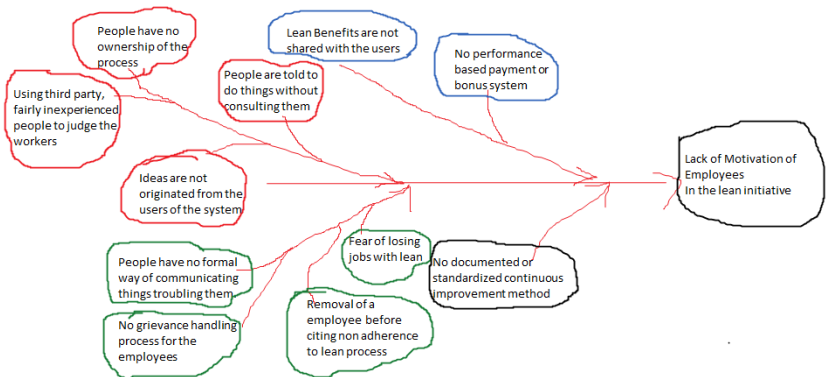 People have no
ownership of the
process
Lean Benefits are not
shared with the users
No performance
based payment or
bonus system
People are told to
do things without
consulting them
Using third party,
fairly inexperienced
people to judge the
workers
Ideas are not
originated from the
users of the system
Lack of Motivation of
Employees
In the lean initiative
People have no formal
way of communicating
things troubling them
Fear of losing
jobs with lean
No documented or
standardized continuous
improvement method
No grievance handling
process for the
employees
Removal of a
employee before
citing non adherence
to lean process